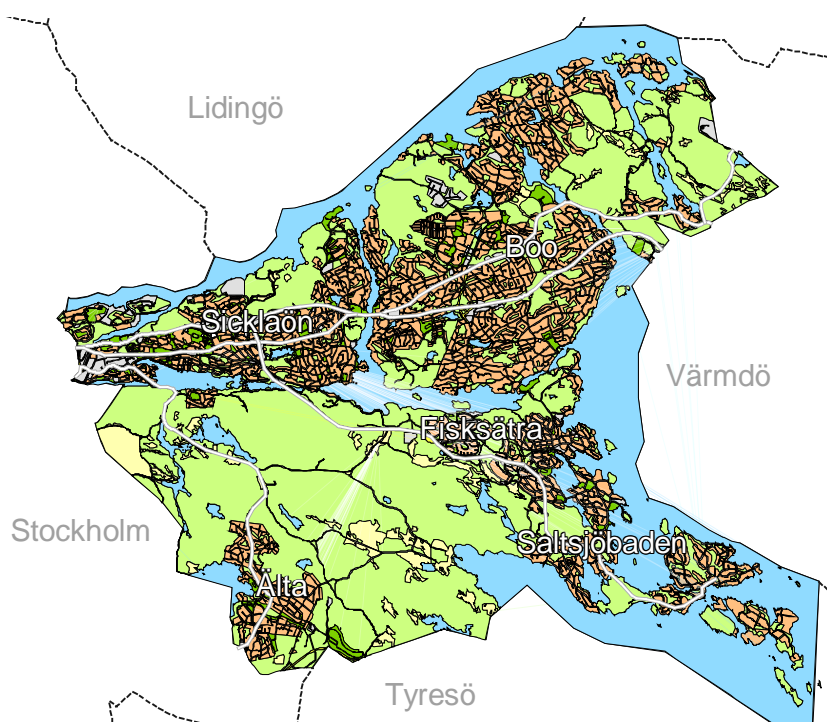 Lidingö
Boo
Sicklaön
Värmdö
Fisksätra
Stockholm
Saltsjöbaden
Älta
Tyresö